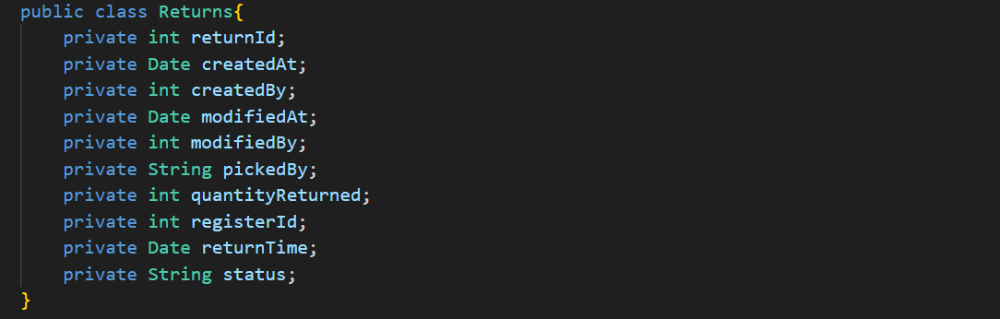 public class Returns{
    private int returnId;
    private Date createdAt;
    private int createdBy;
    private Date modifiedAt;
    private int modifiedBy;
    private String pickedBy;
    private int quantityReturned;
    private int registerId;
    private Date returnTime;
    private String status;
}